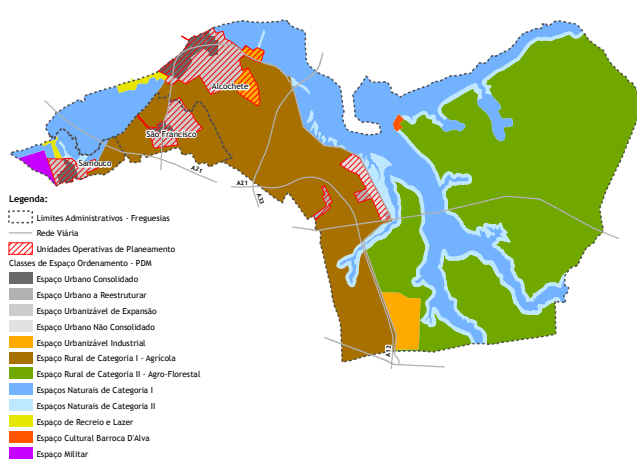 Alcochete
São Francisco
Samouco
A21
A21
A33
A12
Legenda:
Limites Administrativos - Freguesias
Rede Viária
Unidades Operativas de Planeamento
Classes de Espaço Ordenamento - PDM
Espaço Urbano Consolidado
Espaço Urbano a Reestruturar
Espaço Urbanizável de Expansão
Espaço Urbano Não Consolidado
Espaço Urbanizável Industrial
Espaço Rural de Categoria I - Agrícola
Espaço Rural de Categoria II - Agro-Florestal
Espaços Naturais de Categoria I
Espaços Naturais de Categoria II
Espaço de Recreio e Lazer
Espaço Cultural Barroca D'Alva
Espaço Militar